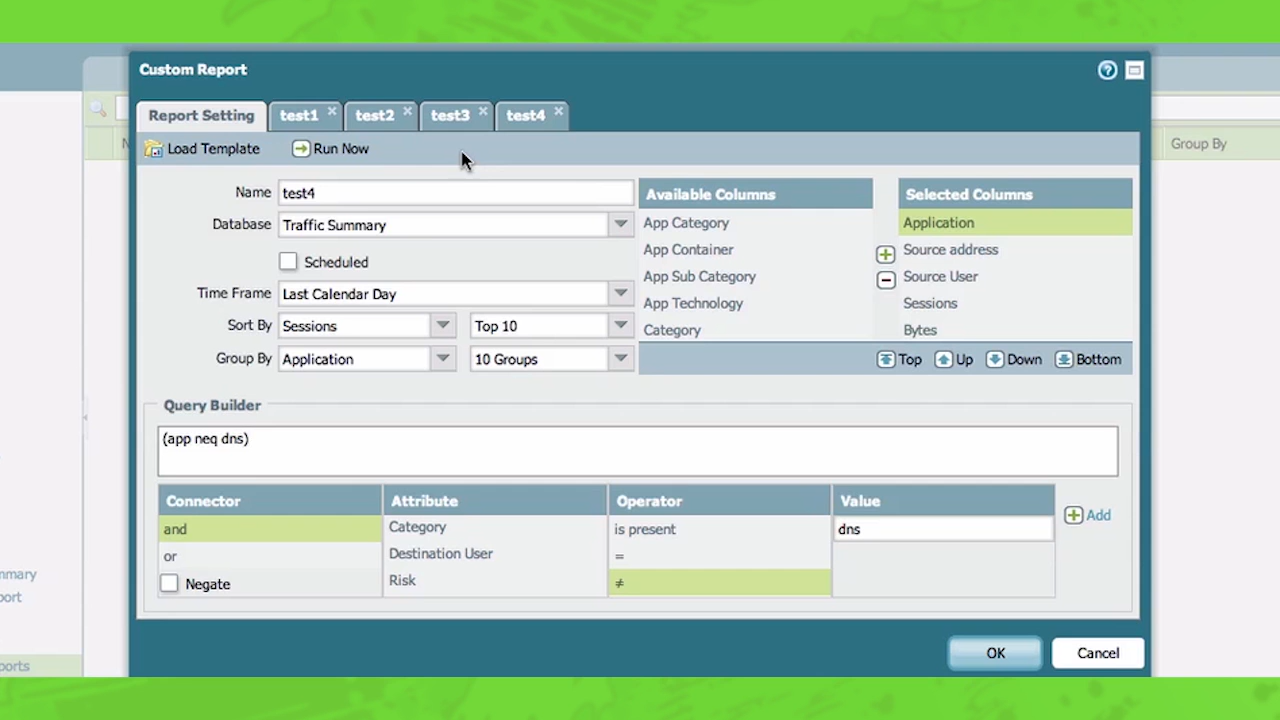 Custom Report
Report Setting
test1
test2
test3
test4
Load Template
Run Now
Name
test4
Database
Traffic Summary
Scheduled
Time Frame
Last Calendar Day
Sort By
Sessions
Top 10
Group By
Application
10 Groups
Available Columns
App Category
App Container
App Sub Category
App Technology
Category
Selected Columns
Application
Source address
Source User
Sessions
Bytes
Top
Up
Down
Bottom
Group By
Query Builder
(app neq dns)
Connector
and
or
Negate
Attribute
Category
Destination User
Risk
Operator
is present
=
≠
Value
dns
Add
mmary
ort
ports
OK
Cancel